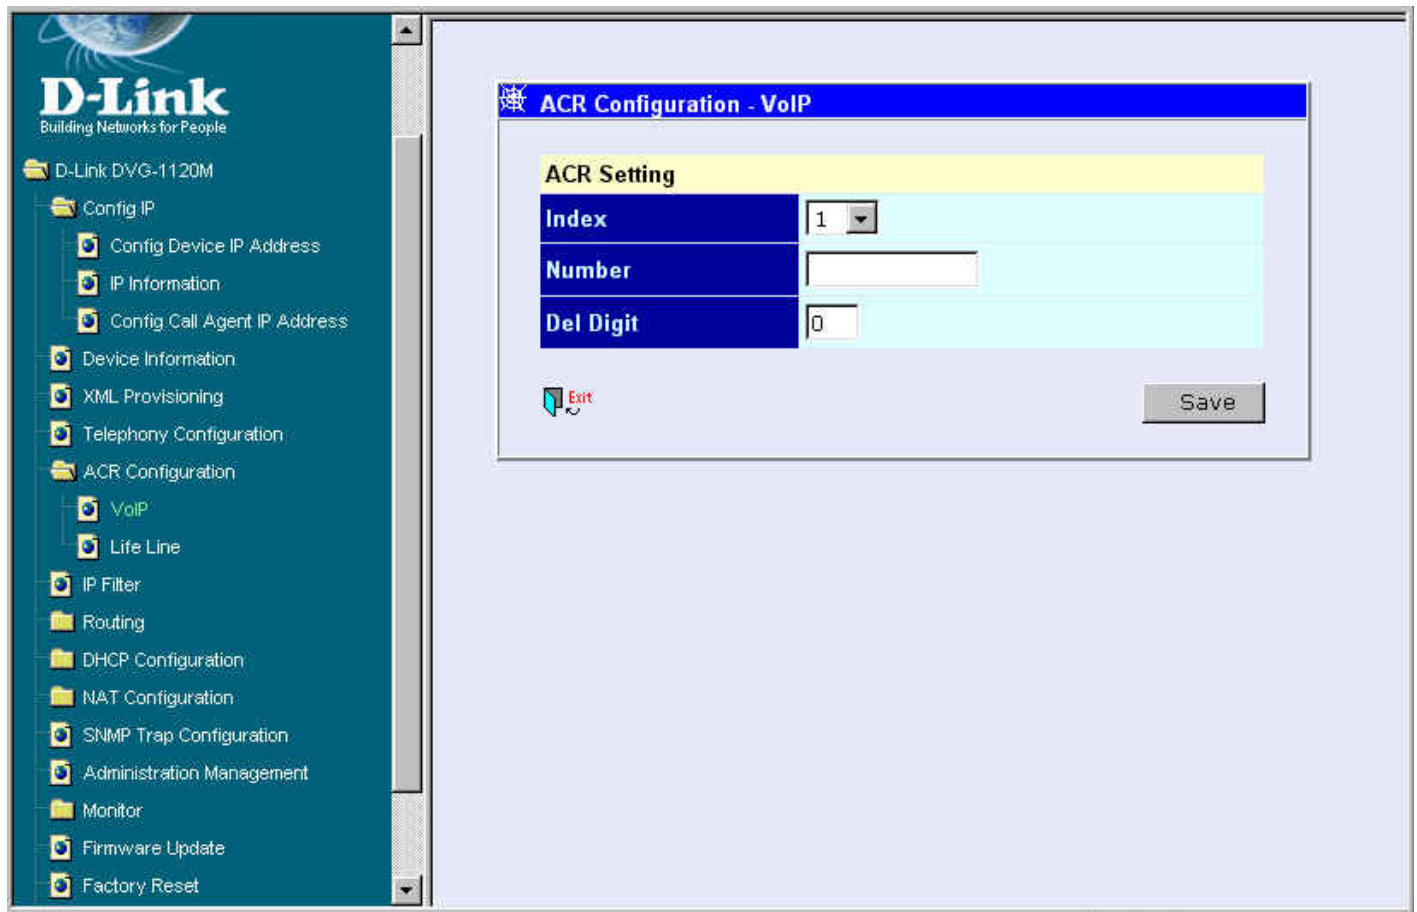 D-Link
Building Networks for People
D-Link DVG-1120M
Config IP
Config Device IP Address
IP Information
Config Call Agent IP Address
Device Information
XML Provisioning
Telephony Configuration
ACR Configuration
VoIP
Life Line
IP Filter
Routing
DHCP Configuration
NAT Configuration
SNMP Trap Configuration
Administration Management
Monitor
Firmware Update
Factory Reset
ACR Configuration - VoIP
ACR Setting
Index 1
Number
Del Digit 0
Exit
Save